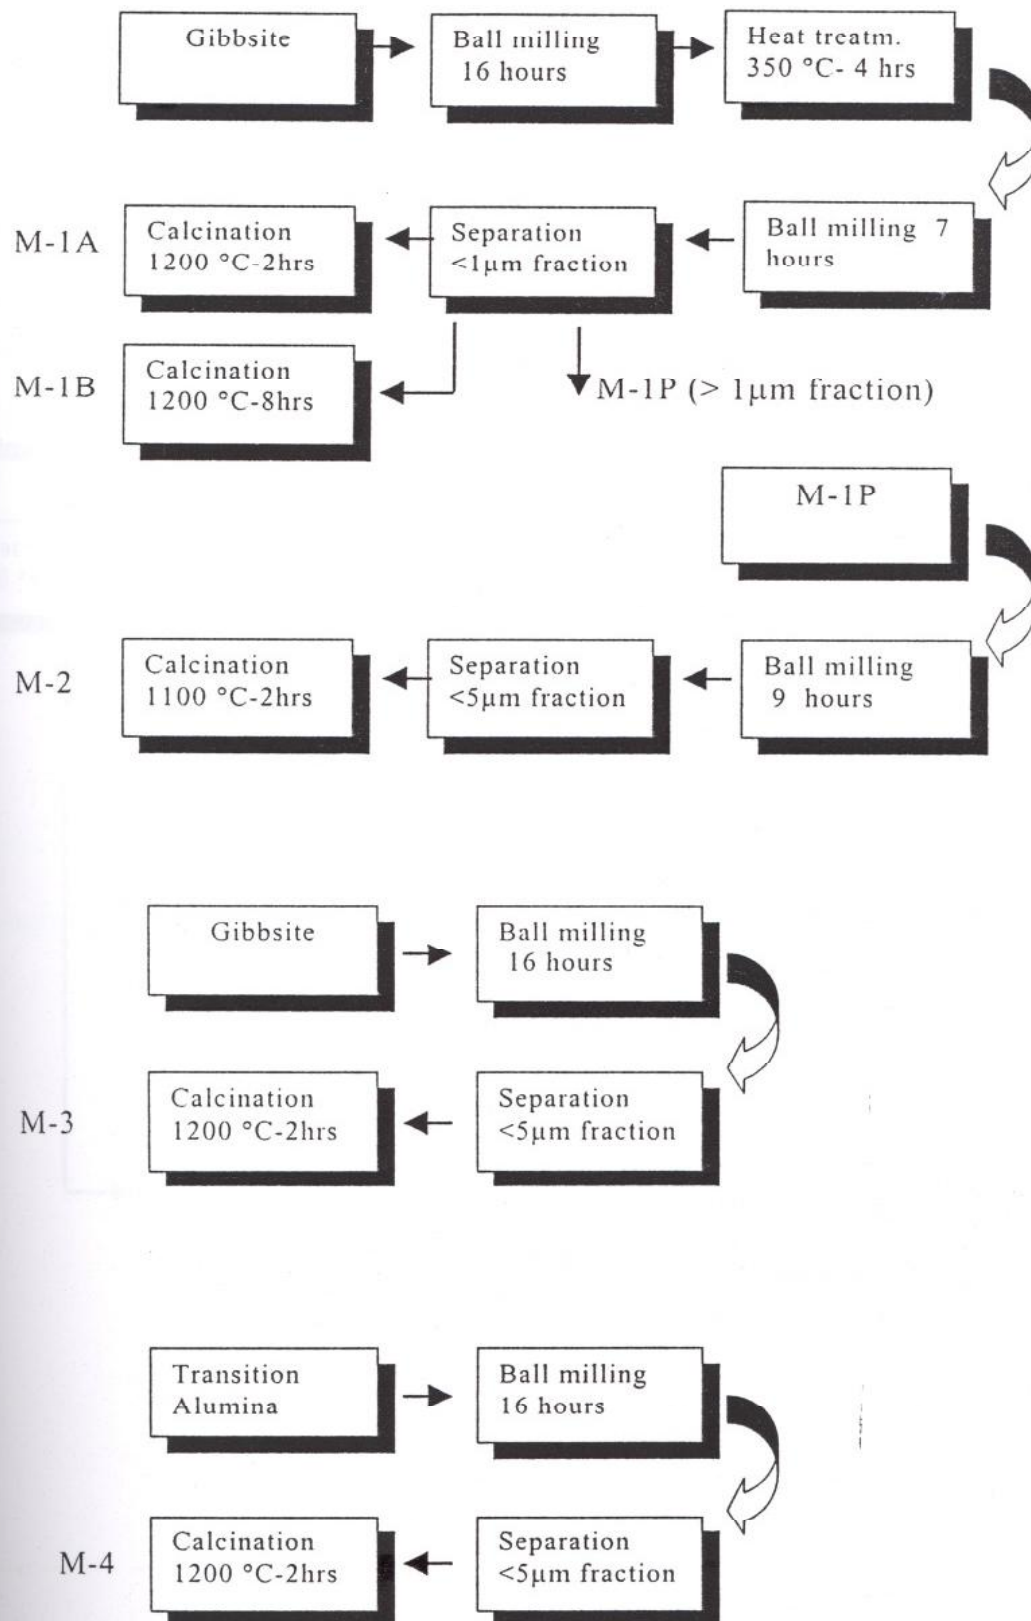 Gibbsite
Ball milling
16 hours
Heat treatm.
350 °C- 4 hrs
M-1A
Calcination
1200 °C-2hrs
Separation
<1µm fraction
Ball milling 7
hours
M-1B
Calcination
1200 °C-8hrs
M-1P (> 1µm fraction)
M-1P
M-2
Calcination
1100 °C-2hrs
Separation
<5µm fraction
Ball milling
9 hours
Gibbsite
Ball milling
16 hours
M-3
Calcination
1200 °C-2hrs
Separation
<5µm fraction
Transition
Alumina
Ball milling
16 hours
M-4
Calcination
1200 °C-2hrs
Separation
<5µm fraction